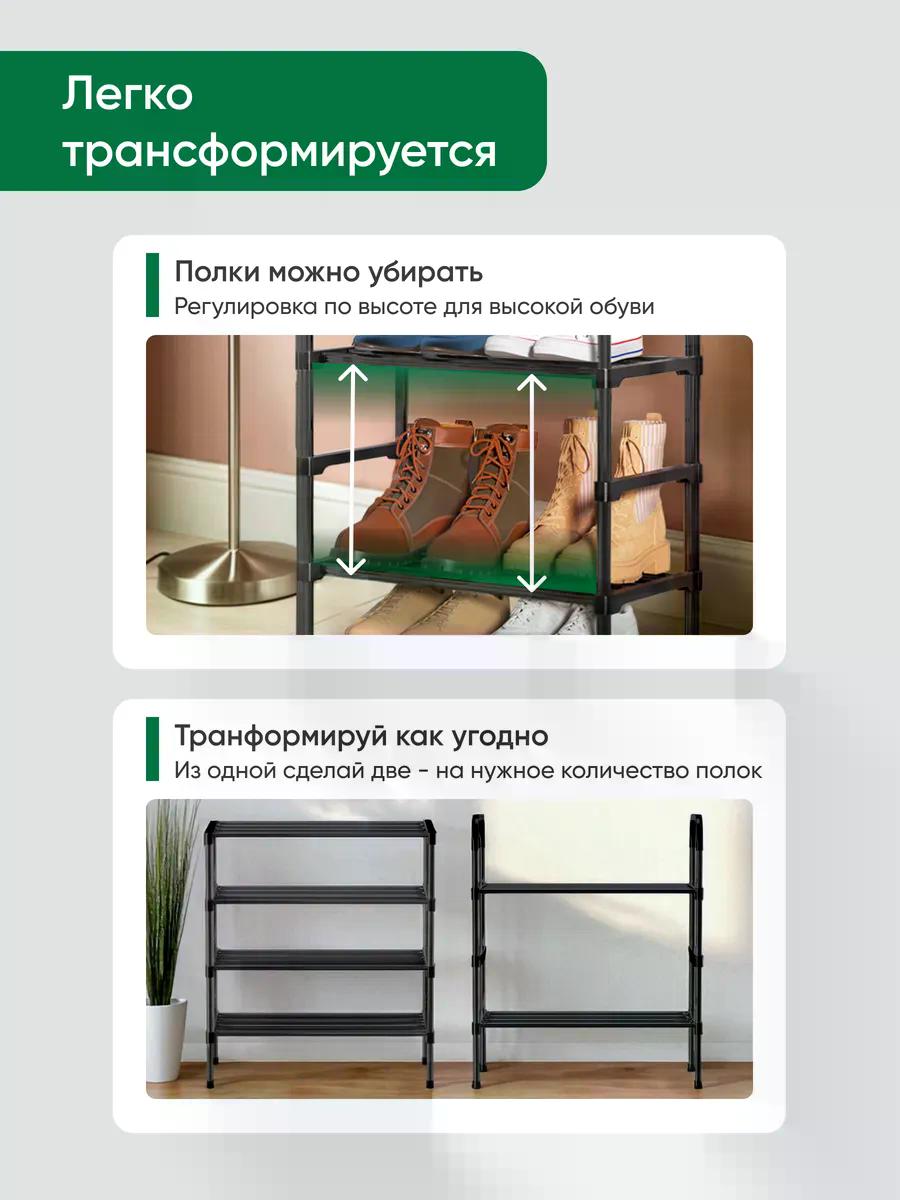 Легко
трансформируется
Полки можно убирать
Регулировка по высоте для высокой обуви
Транформируй как угодно
Из одной сделай две - на нужное количество полок